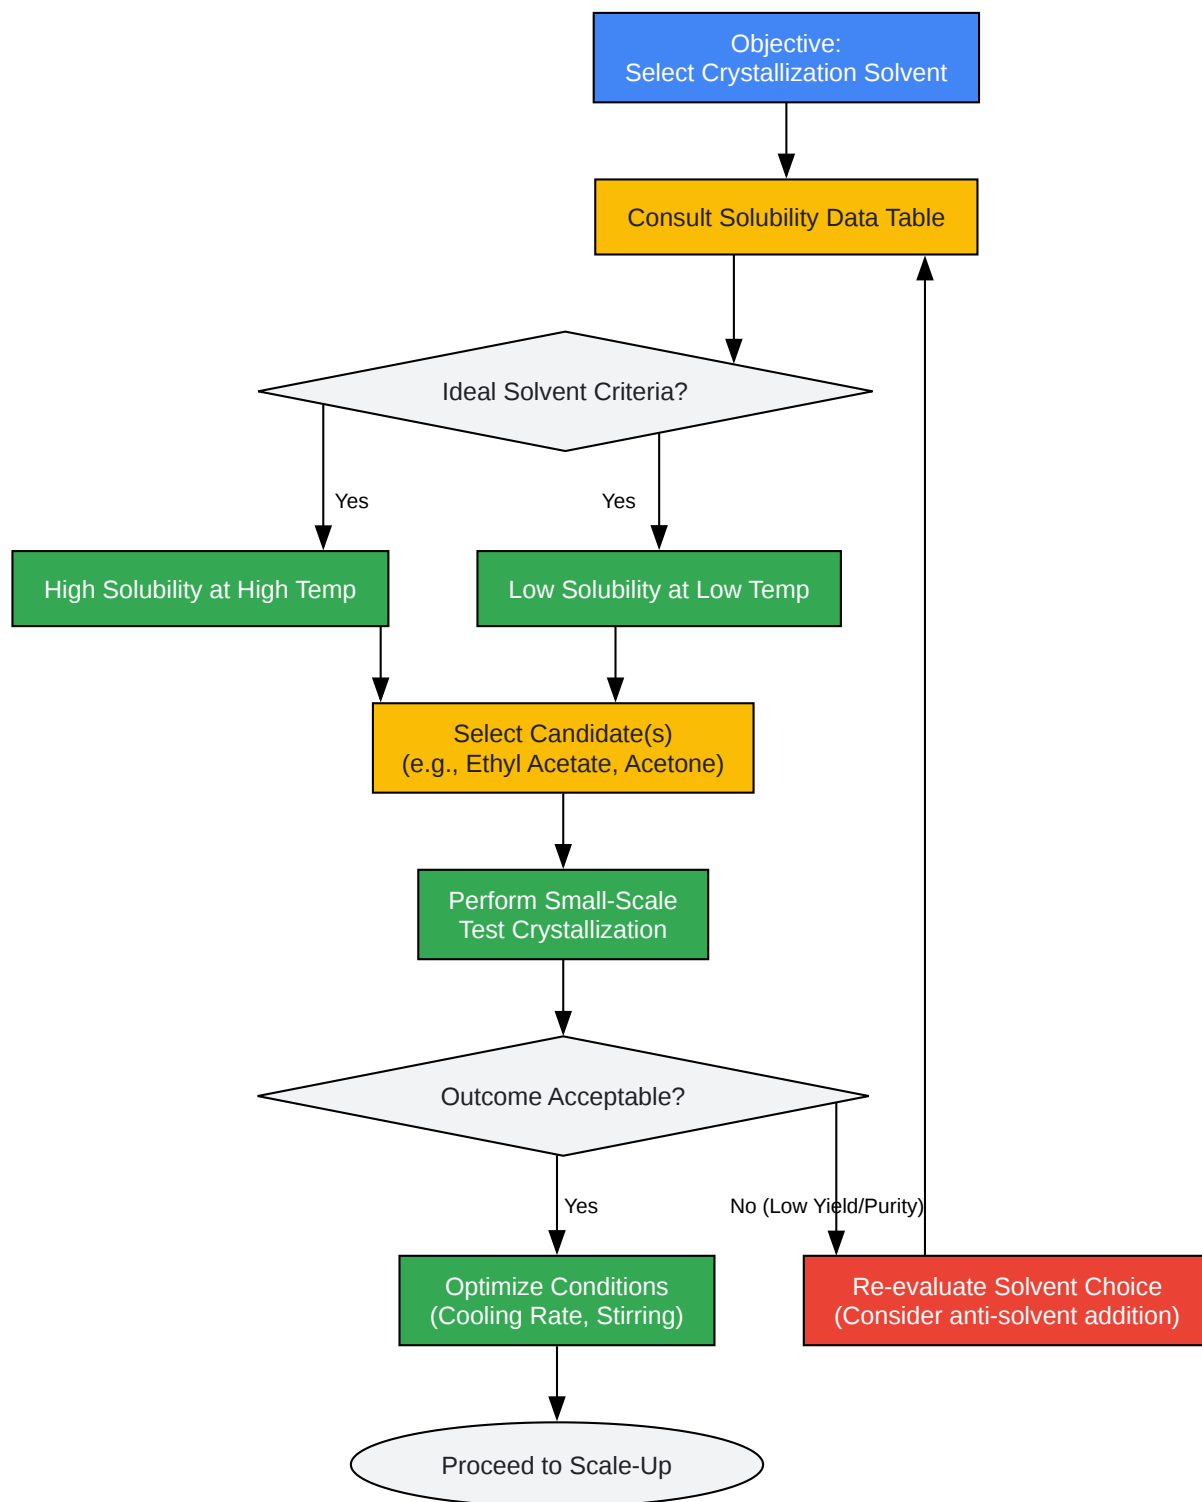 Objective:
Select Crystallization Solvent
Consult Solubility Data Table
Ideal Solvent Criteria?
Yes
Yes
High Solubility at High Temp
Low Solubility at Low Temp
Select Candidate(s)
(e.g., Ethyl Acetate, Acetone)
Perform Small-Scale
Test Crystallization
Outcome Acceptable?
Yes
No (Low Yield/Purity)
Optimize Conditions
(Cooling Rate, Stirring)
Re-evaluate Solvent Choice
(Consider anti-solvent addition)
Proceed to Scale-Up